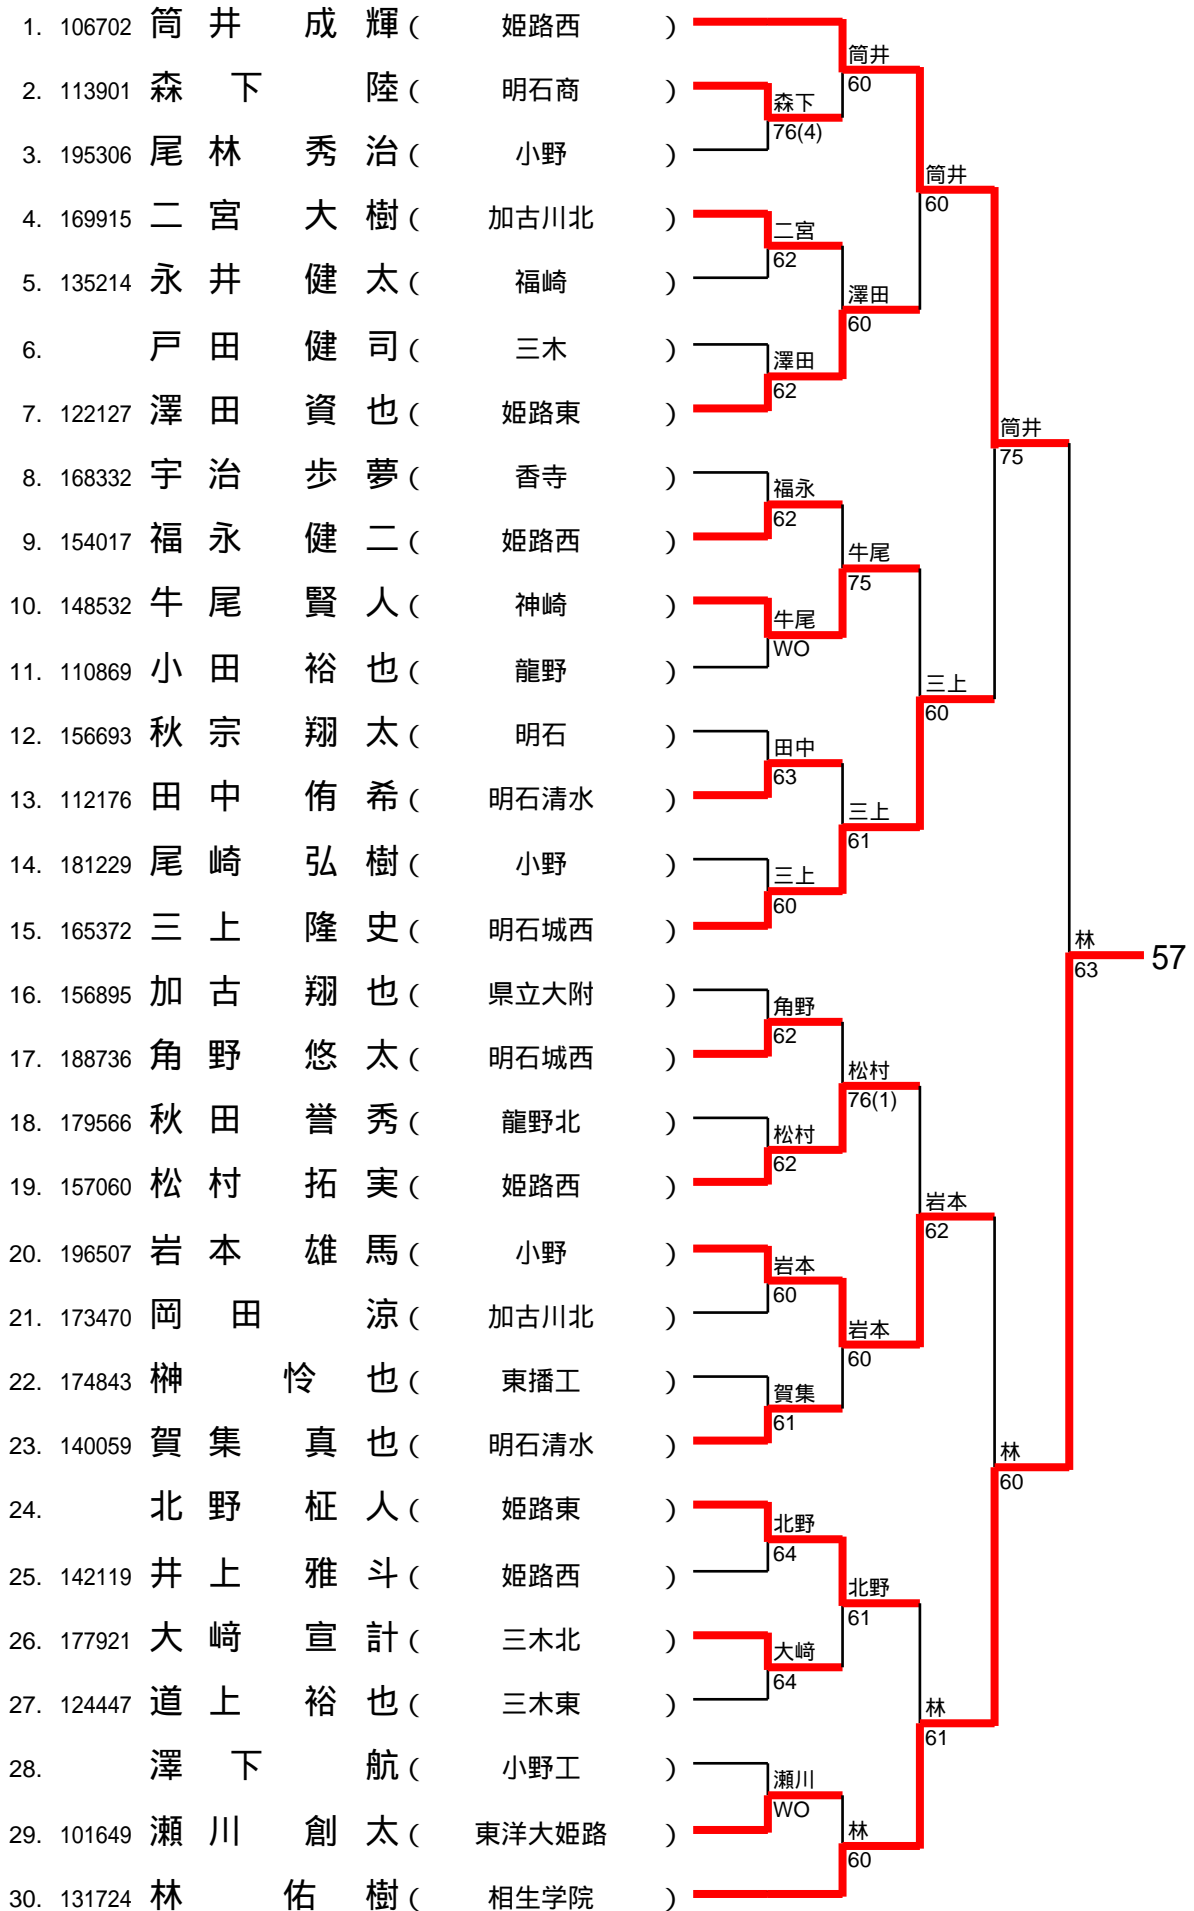 1. 106702 筒井 成輝 ( 姫路西 )
筒井
2. 113901 森下 陸 ( 明石商 )
60
森下
76(4)
3. 195306 尾林 秀治 ( 小野 )
筒井
60
4. 169915 二宮 大樹 ( 加古川北 )
二宮
62
5. 135214 永井 健太 ( 福崎 )
澤田
60
6. 戸田 健司 ( 三木 )
澤田
62
7. 122127 澤田 資也 ( 姫路東 )
筒井
75
8. 168332 宇治 歩夢 ( 香寺 )
福永
62
9. 154017 福永 健二 ( 姫路西 )
牛尾
75
10. 148532 牛尾 賢人 ( 神崎 )
牛尾
WO
11. 110869 小田 裕也 ( 龍野 )
三上
60
12. 156693 秋宗 翔太 ( 明石 )
田中
63
13. 112176 田中 侑希 ( 明石清水 )
三上
61
14. 181229 尾崎 弘樹 ( 小野 )
三上
60
15. 165372 三上 隆史 ( 明石城西 )
林
63
57
16. 156895 加古 翔也 ( 県立大附 )
角野
62
17. 188736 角野 悠太 ( 明石城西 )
松村
76(1)
18. 179566 秋田 誉秀 ( 龍野北 )
松村
62
19. 157060 松村 拓実 ( 姫路西 )
岩本
62
20. 196507 岩本 雄馬 ( 小野 )
岩本
60
21. 173470 岡田 涼 ( 加古川北 )
岩本
60
22. 174843 榊 怜也 ( 東播工 )
賀集
61
23. 140059 賀集 真也 ( 明石清水 )
林
60
24. 北野 柾人 ( 姫路東 )
北野
64
25. 142119 井上 雅斗 ( 姫路西 )
北野
61
26. 177921 大﨑 宣計 ( 三木北 )
大﨑
64
27. 124447 道上 裕也 ( 三木東 )
林
61
28. 澤下 航 ( 小野工 )
瀬川
WO
29. 101649 瀬川 創太 ( 東洋大姫路 )
林
60
30. 131724 林 佑樹 ( 相生学院 )